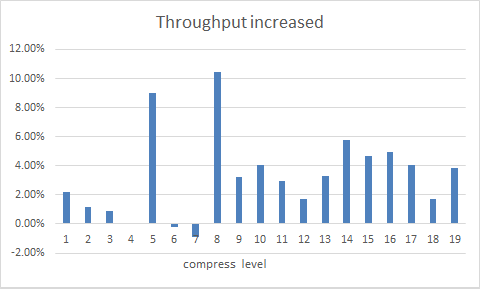 Throughput increased
12.00%
10.00%
8.00%
6.00%
4.00%
2.00%
0.00%
-2.00%
1 2 3 4 5 6 7 8 9 10 11 12 13 14 15 16 17 18 19
compress level